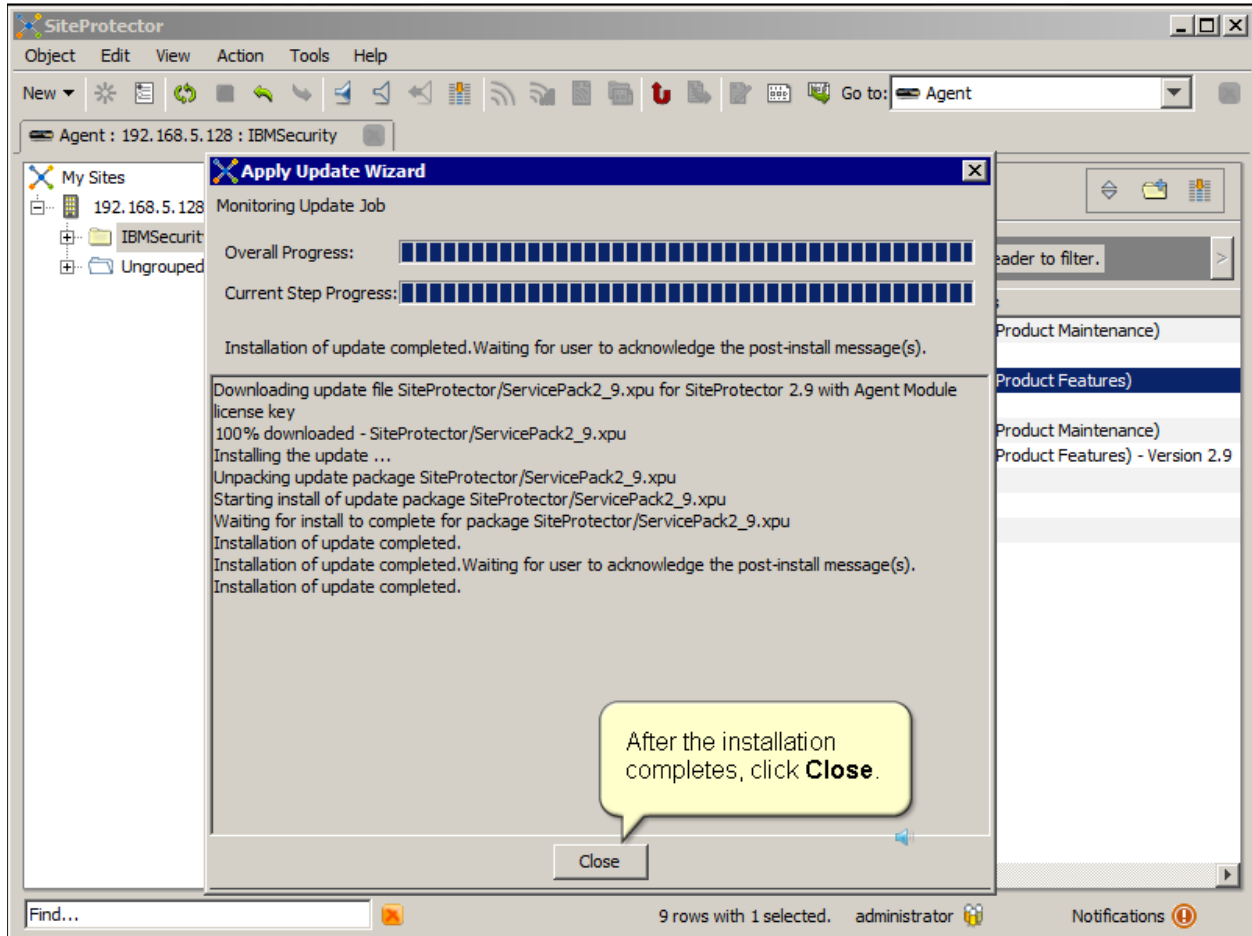 SiteProtector
Object Edit View Action Tools Help
New Go to: Agent
Agent : 192.168.5.128 : IBMSecurity
My Sites
192.168.5.128
IBMSecurit
Ungrouped
Apply Update Wizard
Monitoring Update Job
Overall Progress:
Current Step Progress:
Installation of update completed.Waiting for user to acknowledge the post-install message(s).
Downloading update file SiteProtector/ServicePack2_9.xpu for SiteProtector 2.9 with Agent Module
license key
100% downloaded - SiteProtector/ServicePack2_9.xpu
Installing the update ...
Unpacking update package SiteProtector/ServicePack2_9.xpu
Starting install of update package SiteProtector/ServicePack2_9.xpu
Waiting for install to complete for package SiteProtector/ServicePack2_9.xpu
Installation of update completed.
Installation of update completed.Waiting for user to acknowledge the post-install message(s).
Installation of update completed.
After the installation
completes, click Close.
Close
eader to filter.
Product Maintenance)
Product Features)
Product Maintenance)
Product Features) - Version 2.9
Find...
9 rows with 1 selected. administrator Notifications